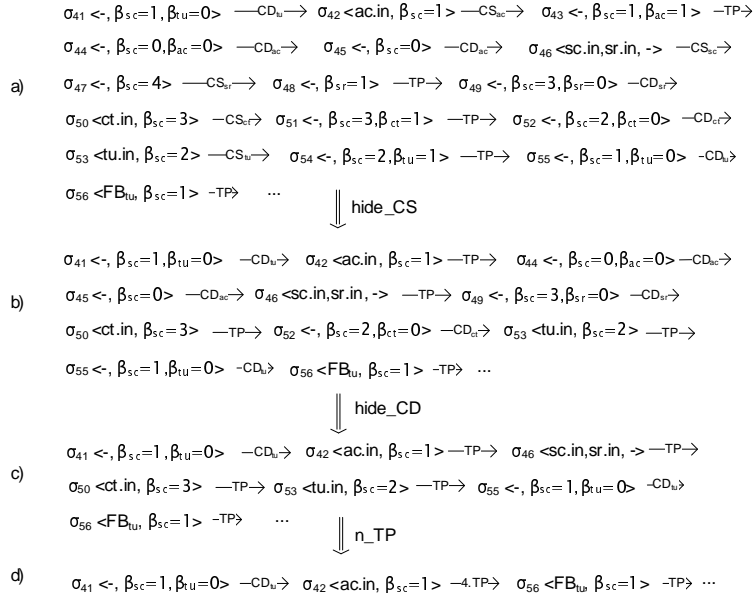 σ41 <-, βsc=1, βtu=0> —CDtu→ σ42 <ac.in, βsc=1> —CSac→ σ43 <-, βsc=1, βac=1> –TP→
σ44 <-, βsc=0, βac=0> —CDac→ σ45 <-, βsc=0> —CDac→ σ46 <sc.in,sr.in, -> —CSsc→
a) σ47 <-, βsc=4> —CSsr→ σ48 <-, βsr=1> —TP→ σ49 <-, βsc=3,βsr=0> —CDsr→
σ50 <ct.in, βsc=3> –CSct→ σ51 <-, βsc=3,βct=1> —TP→ σ52 <-, βsc=2,βct=0> –CDct→
σ53 <tu.in, βsc=2> —CStu→ σ54 <-, βsc=2,βtu=1> —TP→ σ55 <-, βsc=1,βtu=0> –CDtu→
σ56 <FBtu, βsc=1> –TP→ ...
hide_CS
σ41 <-, βsc=1,βtu=0> –CDtu→ σ42 <ac.in, βsc=1> —TP→ σ44 <-, βsc=0,βac=0> –CDac→
b) σ45 <-, βsc=0> —CDac→ σ46 <sc.in,sr.in, -> —TP→ σ49 <-, βsc=3,βsr=0> –CDsr→
σ50 <ct.in, βsc=3> —TP→ σ52 <-, βsc=2,βct=0> –CDct→ σ53 <tu.in, βsc=2> —TP→
σ55 <-, βsc=1,βtu=0> –CDtu→ σ56 <FBtu, βsc=1> –TP→ ...
hide_CD
σ41 <-, βsc=1,βtu=0> —CDtu→ σ42 <ac.in, βsc=1> —TP→ σ46 <sc.in,sr.in, -> —TP→
c) σ50 <ct.in, βsc=3> —TP→ σ53 <tu.in, βsc=2> —TP→ σ55 <-, βsc=1,βtu=0> –CDtu→
σ56 <FBtu, βsc=1> –TP→ ...
n_TP
d) σ41 <-, βsc=1, βtu=0> —CDtu→ σ42 <ac.in, βsc=1> –4.TP→ σ56 <FBtu, βsc=1> –TP→ ...